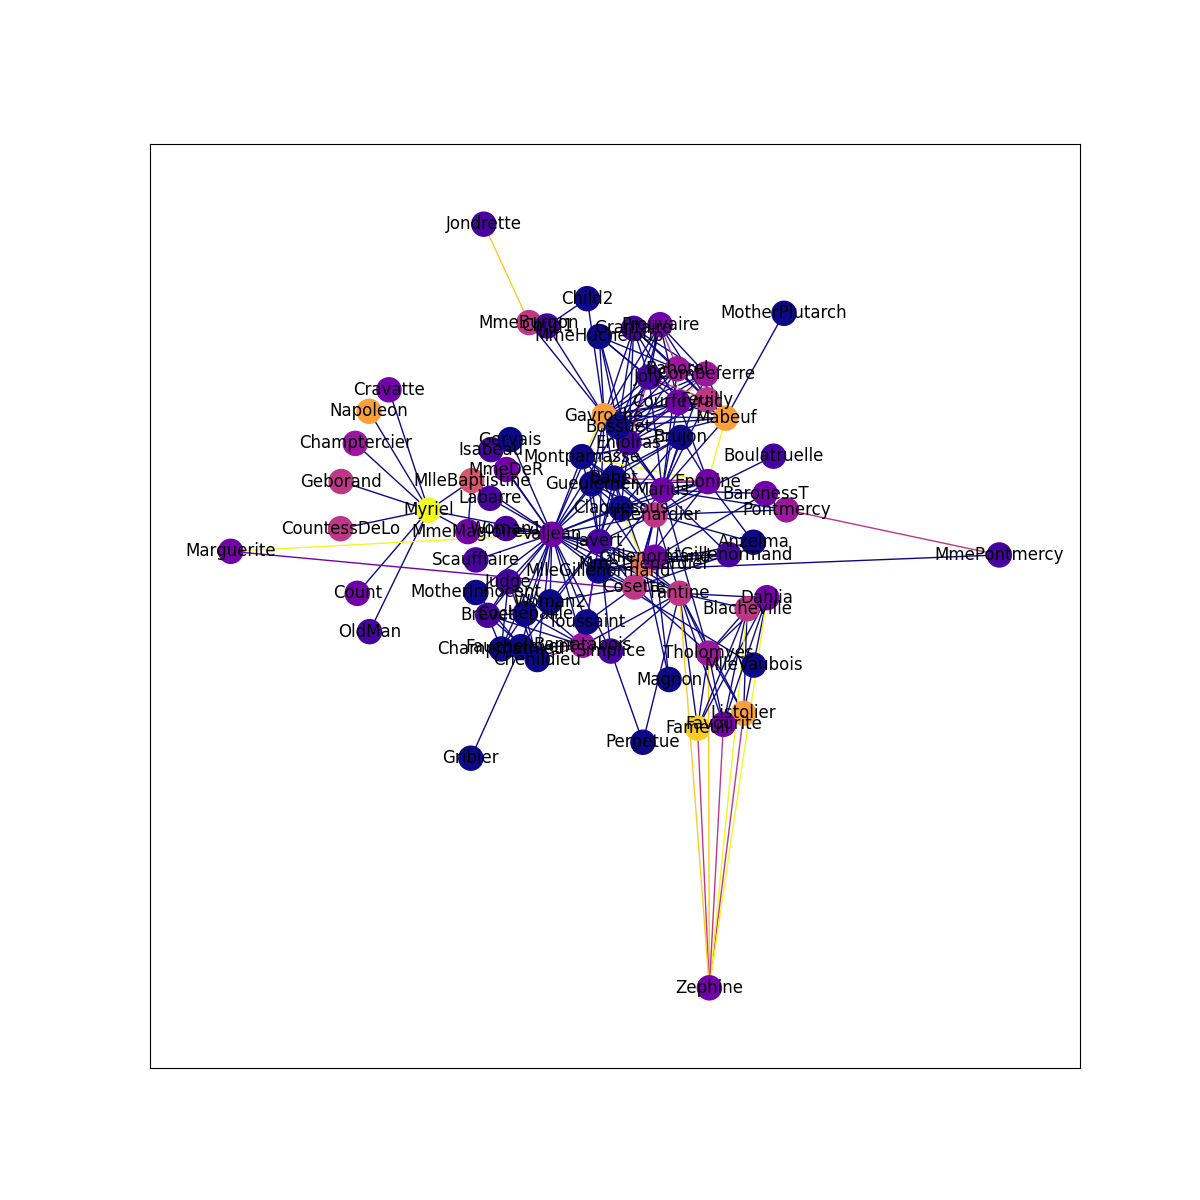 Jondrette
Child2
MotherPlutarch
MmeBurgon
Child1
Grantaire
Prouvaire
MmeHucheloup
Bahorel
Combeferre
Joly
Cravatte
Courfeyrac
Feuilly
Napoleon
Gavroche
Mabeuf
Bossuet
Brujon
Champtercier
Gervais
Enjolras
Isabeau
Montparnasse
Boulatruelle
MmeDeR
Geborand
MlleBaptistine
Babet
Gueulemer
Eponine
Marius
BaronessT
Labarre
Myriel
Claquesous
Pontmercy
Thenardier
CountessDeLo
MmeMagloire
Woman1
Valjean
Javert
Anzelma
Marguerite
Gillenormand
LtGillenormand
MmePontmercy
Scaufflaire
MmeThenardier
MlleGillenormand
Judge
Cosette
Count
MotherInnocent
Fantine
Dahlia
Woman2
Blacheville
Brevet
Toussaint
OldMan
Fauchelevent
Bamatabois
Champmathieu
Simplice
Chenildieu
Tholomyes
MlleVaubois
Magnon
Listolier
Favourite
Fameuil
Perpetue
Gribier
Zephine